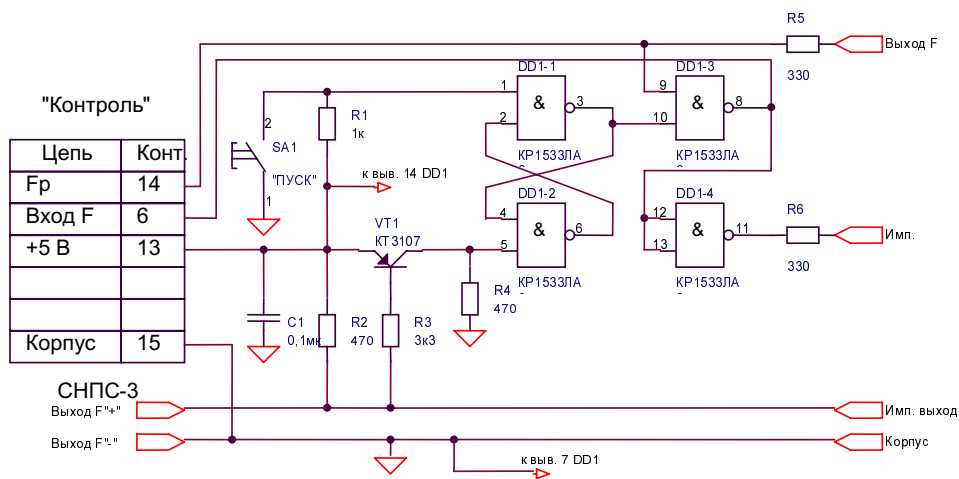 R5
Выход F
330
DD1-1
DD1-3
1
&
3
2
9
&
8
10
КР1533ЛА
КР1533ЛА
"Контроль"
R1
1к
2
SA1
"ПУСК"
1
к выв. 14 DD1
Цепь Конт.
Fр 14
Вход F 6
+5 В 13
Корпус 15
СНПС-3
VT1
КТ3107
DD1-2
DD1-4
4
&
6
5
12
&
11
13
КР1533ЛА
КР1533ЛА
R6
Имп.
330
C1
0,1мк
R2
470
R3
3к3
R4
470
Выход F"+"
Имп. выход
Выход F"-"
Корпус
к выв. 7 DD1